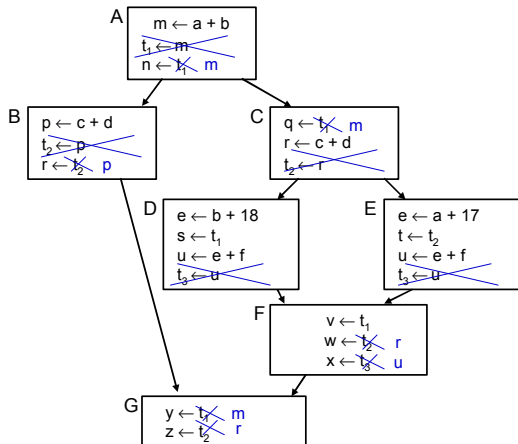 A
m ← a + b
t₁ ← m
n ← t₁ m
B
p ← c + d
t₂ ← p
r ← t₂ p
C
q ← t₁ m
r ← c + d
t₂ ← r
D
e ← b + 18
s ← t₁
u ← e + f
t₃ ← u
E
e ← a + 17
t ← t₂
u ← e + f
t₃ ← u
F
v ← t₁
w ← t₂ r
x ← t₃ u
G
y ← t₁ m
z ← t₂ r